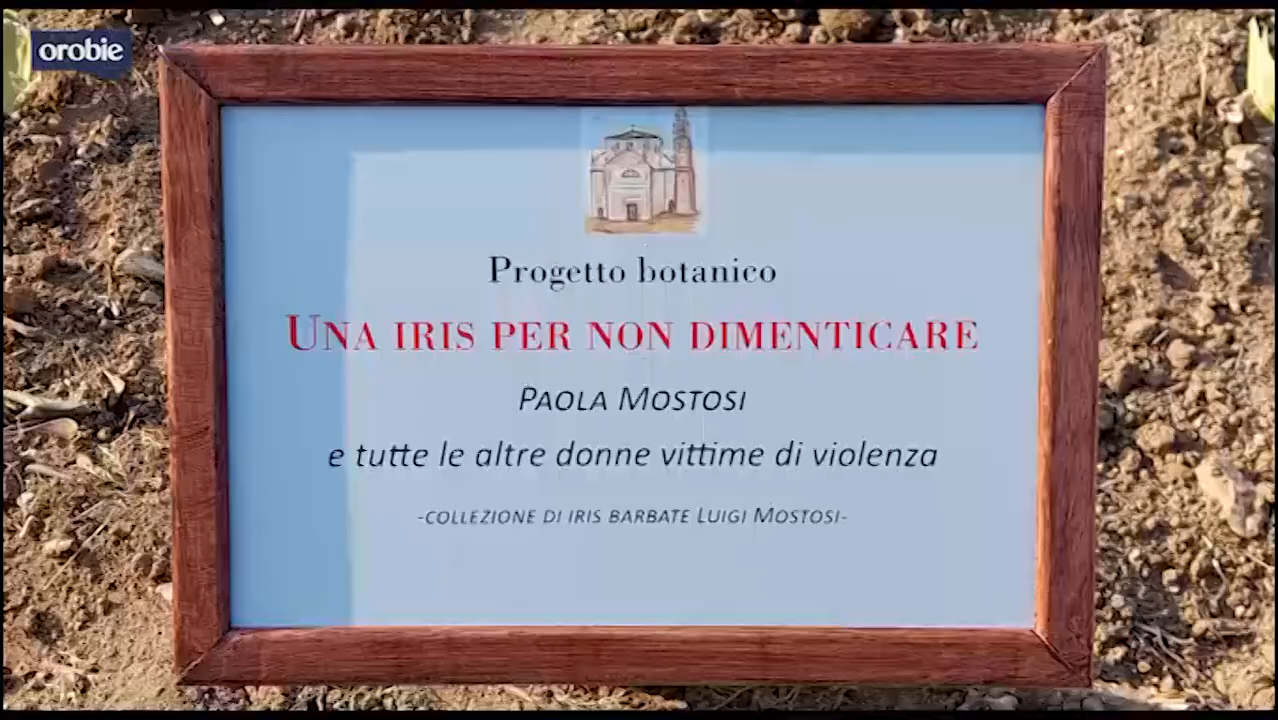 orobie
Progetto botanico
UNA IRIS PER NON DIMENTICARE
PAOLA MOSTOSI
e tutte le altre donne vittime di violenza
-COLLEZIONE DI IRIS BARBATE LUIGI MOSTOSI-